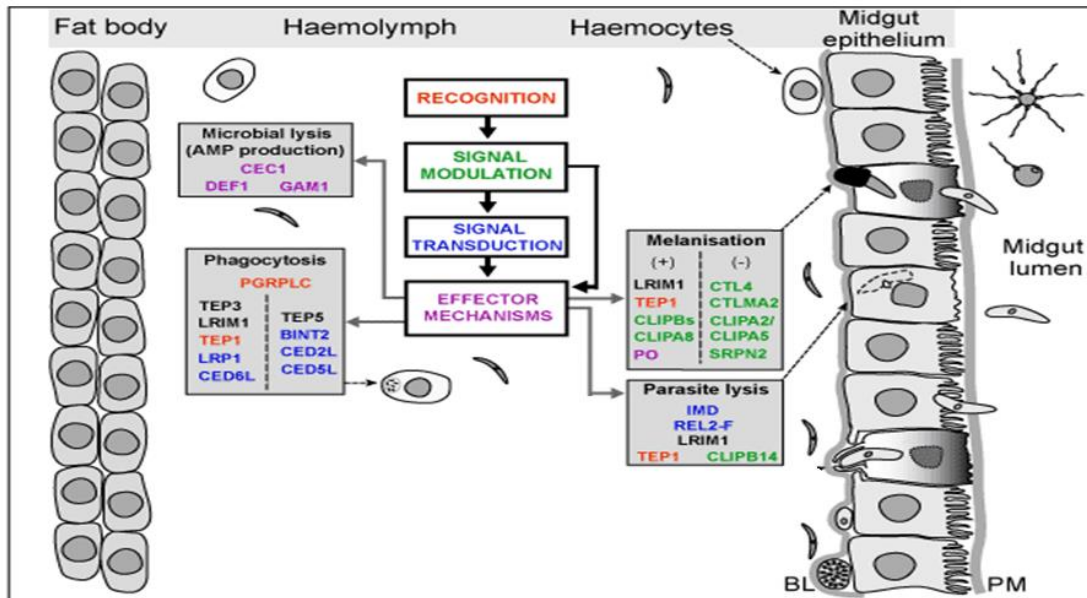 Fat body
Haemolymph
Haemocytes
Midgut
epithelium
RECOGNITION
Microbial lysis
(AMP production)
CEC1
DEF1 GAM1
SIGNAL
MODULATION
SIGNAL
TRANSDUCTION
EFFECTOR
MECHANISMS
Phagocytosis
PGRPLC
TEP3
LRIM1
TEP1
LRP1
CED6L
TEP5
BINT2
CED2L
CED5L
Melanisation
(+) (-)
LRIM1
TEP1
CLIPBs
CLIPA8
PO
CTL4
CTLMA2
CLIPA2/
CLIPA5
SRPN2
Parasite lysis
IMD
REL2-F
LRIM1
TEP1 CLIPB14
Midgut
lumen
BL
PM